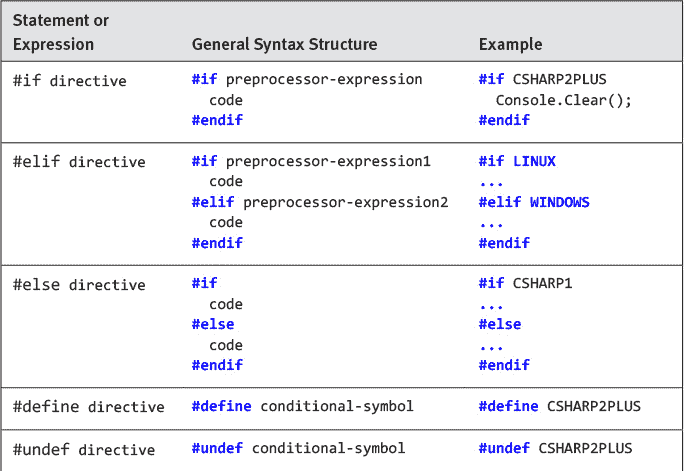 Statement or
Expression General Syntax Structure Example
#if directive #if preprocessor-expression #if CSHARP2PLUS
code Console.Clear();
#endif #endif
#elif directive #if preprocessor-expression1 #if LINUX
code ...
#elif preprocessor-expression2 #elif WINDOWS
code ...
#endif #endif
#else directive #if #if CSHARP1
code ...
#else #else
code ...
#endif #endif
#define directive #define conditional-symbol #define CSHARP2PLUS
#undef directive #undef conditional-symbol #undef CSHARP2PLUS